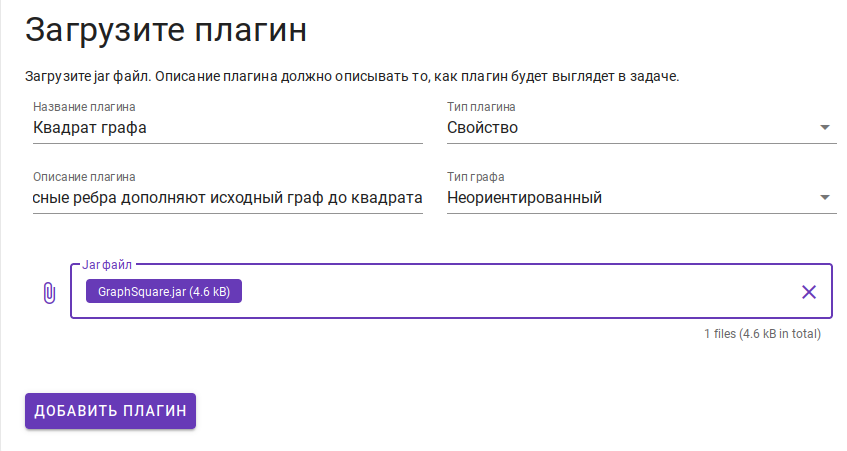 Загрузите плагин
Загрузите jar файл. Описание плагина должно описывать то, как плагин будет выглядет в задаче.
Название плагина
Квадрат графа
Тип плагина
Свойство
Описание плагина
сные ребра дополняют исходный граф до квадрата
Тип графа
Неориентированный
Jar файл
GraphSquare.jar (4.6 kB)
1 files (4.6 kB in total)
ДОБАВИТЬ ПЛАГИН